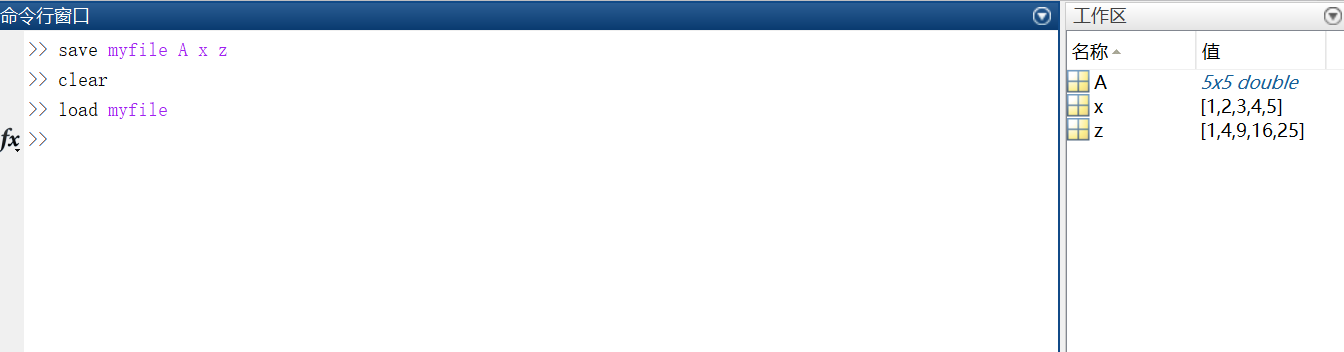 命令行窗口
>> save myfile A x z
>> clear
>> load myfile
fx >>
工作区
名称 值
A 5x5 double
x [1,2,3,4,5]
z [1,4,9,16,25]